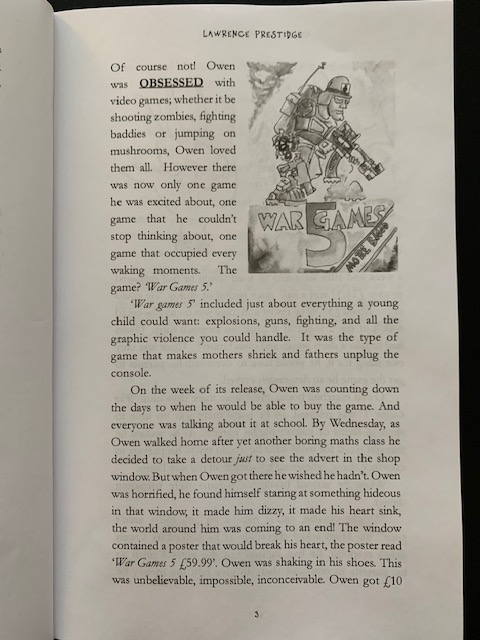 LAWRENCE PRESTIDGE
Of course not! Owen
was OBSESSED with
video games; whether it be
shooting zombies, fighting
baddies or jumping on
mushrooms, Owen loved
them all. However there
was now only one game
he was excited about, one
game that he couldn't
stop thinking about, one
game that occupied every
waking moments. The
game? 'War Games 5.'
WAR GAMES
5
MORE BANG
'War games 5' included just about everything a young
child could want: explosions, guns, fighting, and all the
graphic violence you could handle. It was the type of
game that makes mothers shriek and fathers unplug the
console.
On the week of its release, Owen was counting down
the days to when he would be able to buy the game. And
everyone was talking about it at school. By Wednesday, as
Owen walked home after yet another boring maths class he
decided to take a detour just to see the advert in the shop
window. But when Owen got there he wished he hadn't. Owen
was horrified, he found himself staring at something hideous
in that window, it made him dizzy, it made his heart sink,
the world around him was coming to an end! The window
contained a poster that would break his heart, the poster read
'War Games 5 £59.99'. Owen was shaking in his shoes. This
was unbelievable, impossible, inconceivable. Owen got £10
3